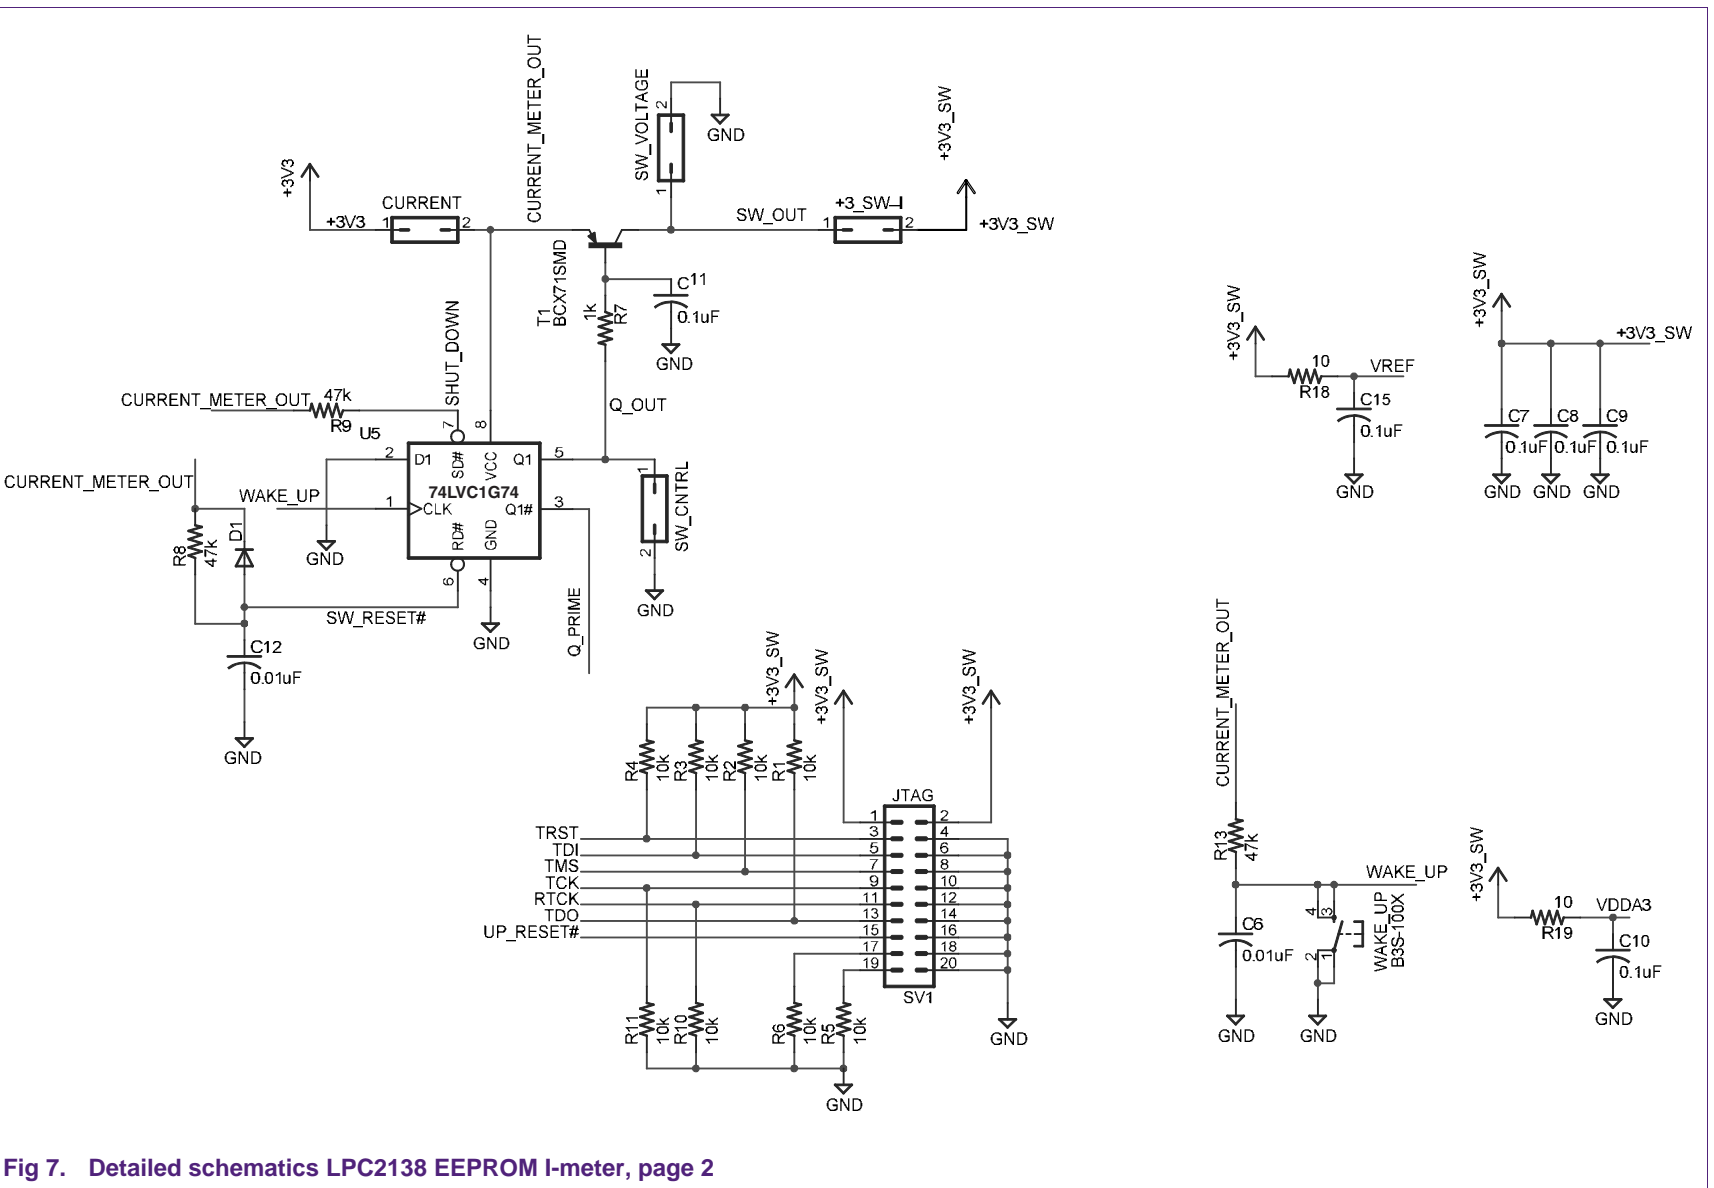 CURRENT_METER_OUT
SW_VOLTAGE
2
1
GND
+3V3_SW
+3V3
CURRENT
+3V3
1
2
SW_OUT
+3_SW-I
1
2
+3V3_SW
T1
BCX71SMD
1k
R7
C11
0.1uF
GND
SHUT_DOWN
CURRENT_METER_OUT
47k
R9
U5
7
8
Q_OUT
2
D1
SD#
VCC
Q1
5
74LVC1G74
1
CLK
Q1#
3
RD#
GND
6
4
CURRENT_METER_OUT
WAKE_UP
GND
R8
47k
D1
SW_RESET#
GND
C12
0.01uF
GND
1
SW_CNTRL
2
GND
Q_PRIME
+3V3_SW
10
R18
VREF
C15
0.1uF
GND
+3V3_SW
+3V3_SW
C7
C8
C9
0.1uF
0.1uF
0.1uF
GND
GND
GND
+3V3_SW
+3V3_SW
+3V3_SW
R4
10k
R3
10k
R2
10k
R1
10k
JTAG
1
2
TRST
3
4
TDI
5
6
TMS
7
8
TCK
9
10
RTCK
11
12
TDO
13
14
UP_RESET#
15
16
17
18
19
20
SV1
R11
10k
R10
10k
R6
10k
R5
10k
GND
GND
CURRENT_METER_OUT
R13
47k
WAKE_UP
C6
0.01uF
4
3
2
1
WAKE_UP
B3S-100X
GND
GND
+3V3_SW
10
R19
VDDA3
C10
0.1uF
GND
Fig 7. Detailed schematics LPC2138 EEPROM I-meter, page 2